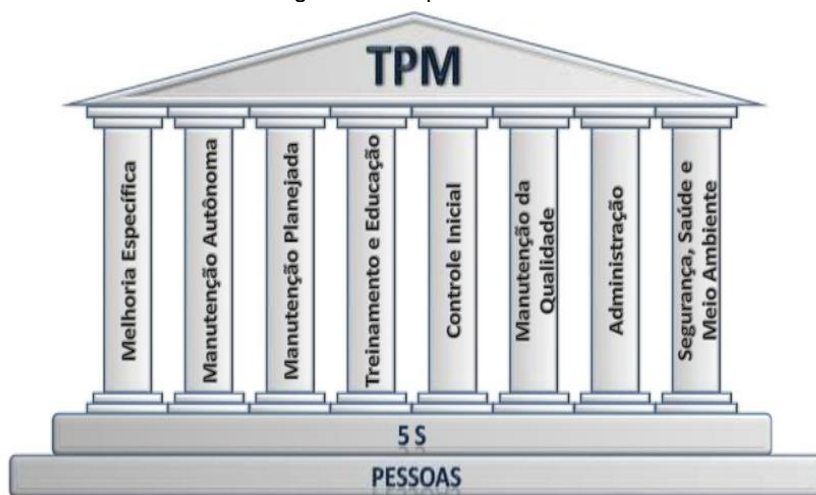 TPM
Melhoria Específica
Manutenção Autônoma
Manutenção Planejada
Treinamento e Educação
Controle Inicial
Manutenção da
Qualidade
Administração
Segurança, Saúde e
Meio Ambiente
5 S
PESSOAS